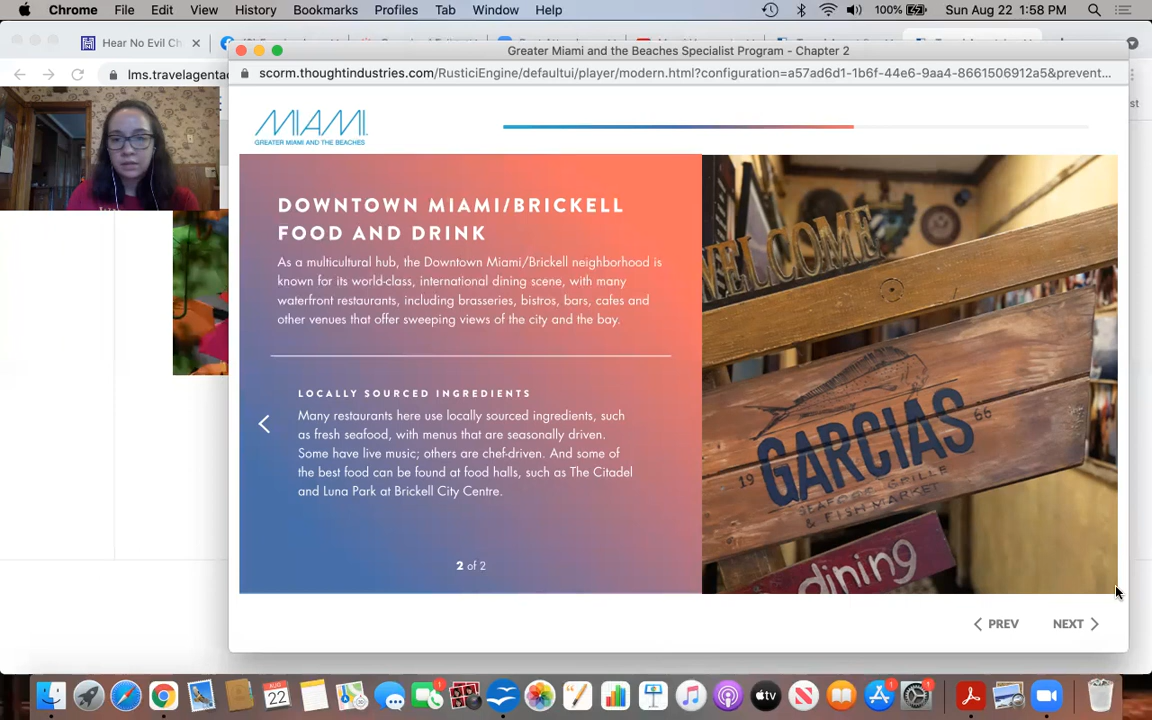 Chrome File Edit View History Bookmarks Profiles Tab Window Help 100% Sun Aug 22 1:58 PM
Hear No Evil Ch
Greater Miami and the Beaches Specialist Program - Chapter 2
lms.travelagentac
scorm.thoughtindustries.com/RusticiEngine/defaultui/player/modern.html?configuration=a57ad6d1-1b6f-44e6-9aa4-8661506912a5&prevent...
MIAMI
GREATER MIAMI AND THE BEACHES
DOWNTOWN MIAMI/BRICKELL
FOOD AND DRINK
As a multicultural hub, the Downtown Miami/Brickell neighborhood is
known for its world-class, international dining scene, with many
waterfront restaurants, including brasseries, bistros, bars, cafes and
other venues that offer sweeping views of the city and the bay.
LOCALLY SOURCED INGREDIENTS
Many restaurants here use locally sourced ingredients, such
as fresh seafood, with menus that are seasonally driven.
Some have live music; others are chef-driven. And some of
the best food can be found at food halls, such as The Citadel
and Luna Park at Brickell City Centre.
2 of 2
WELCOME
GARCIAS
19 66
SEAFOOD GRILLE
& FISH MARKET
dining
PREV NEXT
AUG
22
tv